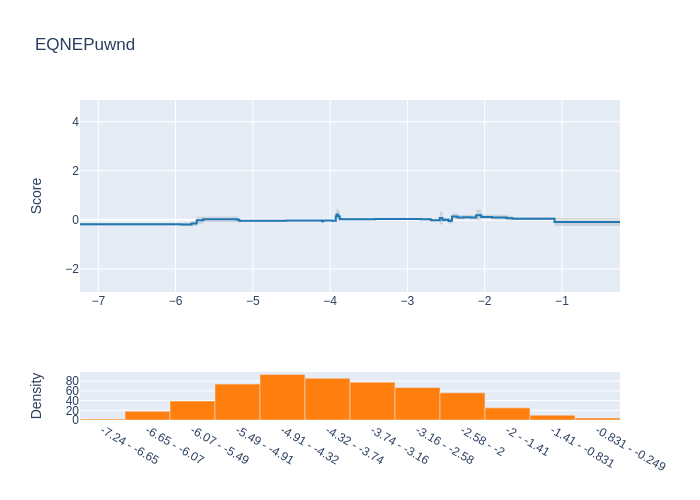 EQNEPuwnd
Score
4
2
0
−2
−7
−6
−5
−4
−3
−2
−1
Density
80
60
40
20
0
-7.24 - -6.65
-6.65 - -6.07
-6.07 - -5.49
-5.49 - -4.91
-4.91 - -4.32
-4.32 - -3.74
-3.74 - -3.16
-3.16 - -2.58
-2.58 - -2
-2 - -1.41
-1.41 - -0.831
-0.831 - -0.249